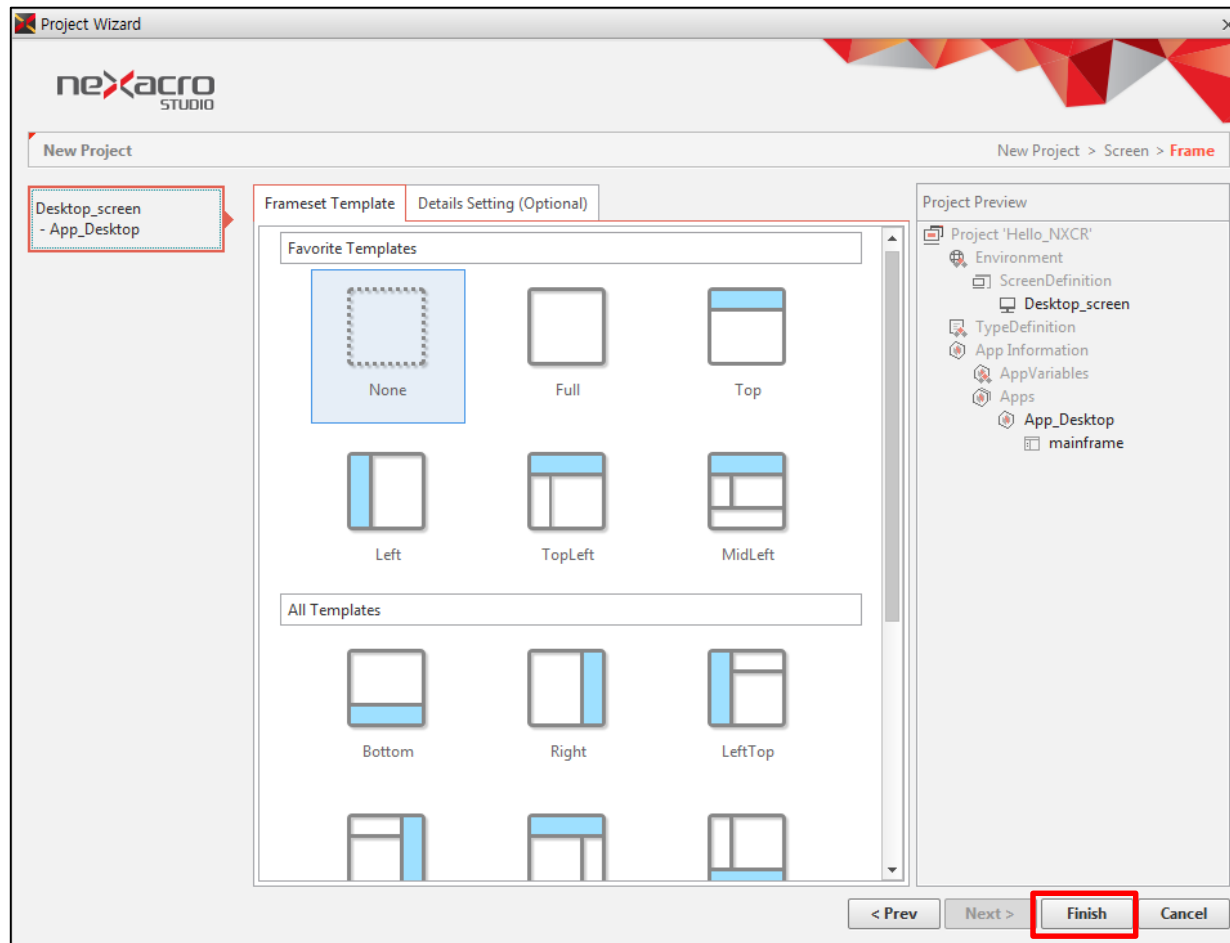 Project Wizard
nexacro
STUDIO
New Project
New Project > Screen > Frame
Desktop_screen
- App_Desktop
Frameset Template
Details Setting (Optional)
Favorite Templates
None
Full
Top
Left
TopLeft
MidLeft
All Templates
Bottom
Right
LeftTop
Project Preview
Project 'Hello_NXCR'
Environment
ScreenDefinition
Desktop_screen
TypeDefinition
App Information
AppVariables
Apps
App_Desktop
mainframe
< Prev
Next >
Finish
Cancel